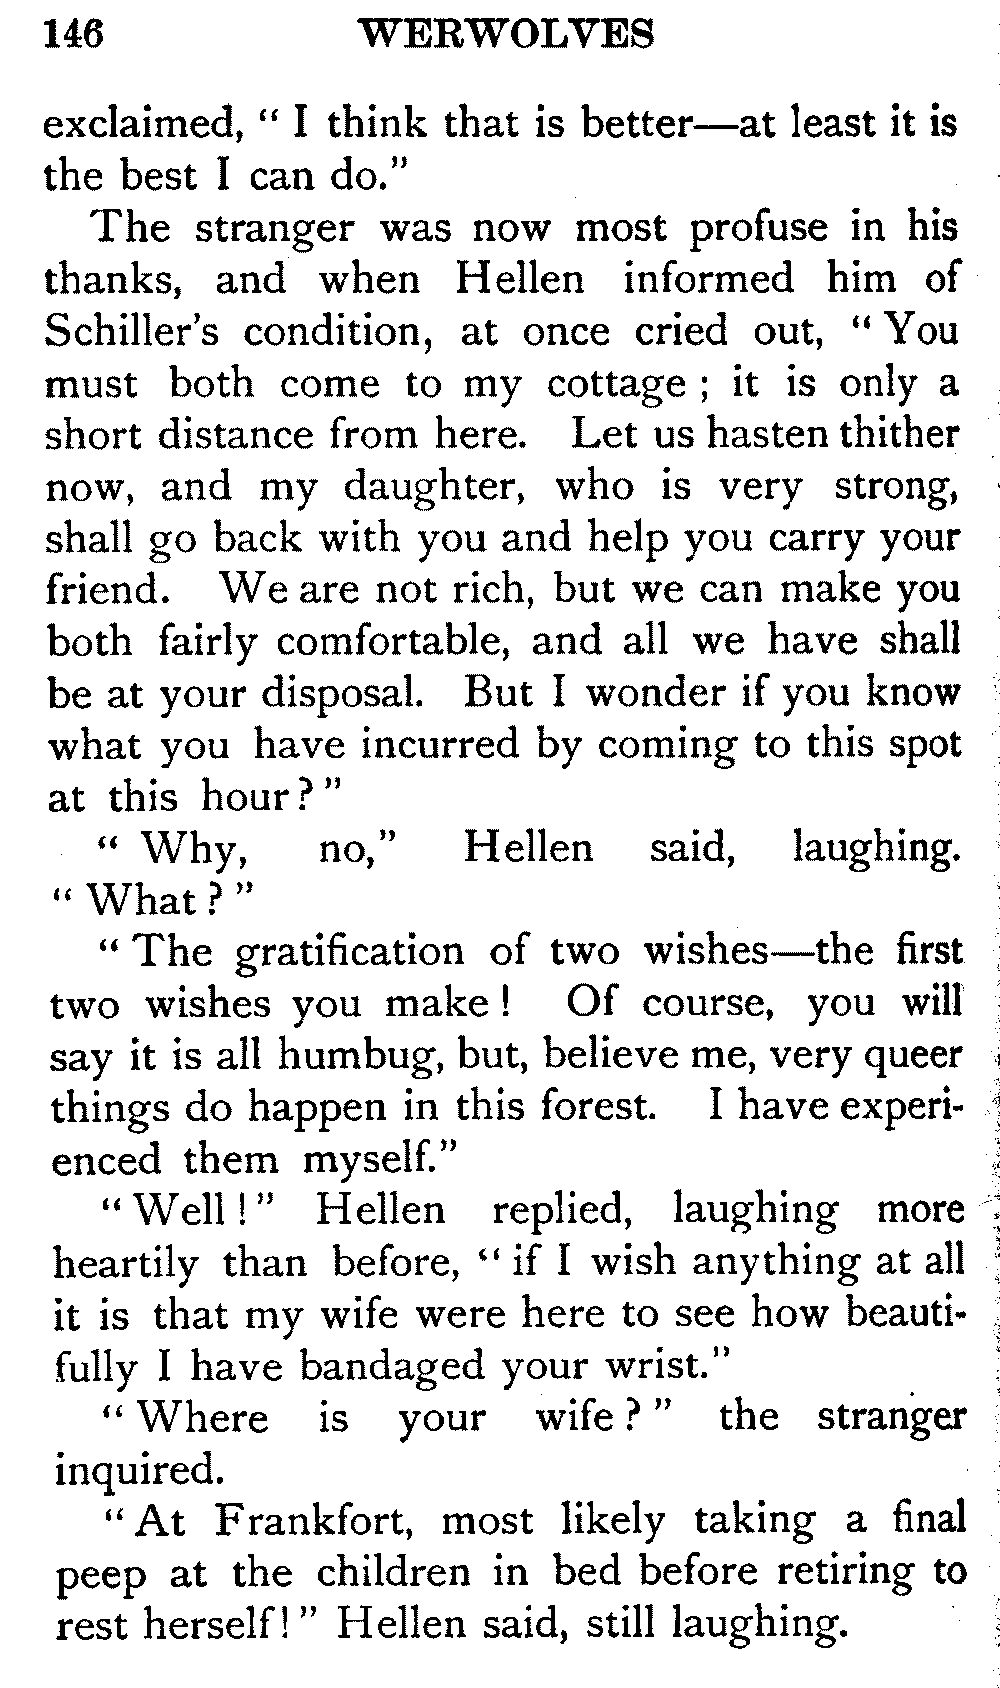 146 WERWOLVES
exclaimed, “ I think that is better—at least it is
the best I can do.”
The stranger was now most profuse in his
thanks, and when Hellen informed him of
Schiller’s condition, at once cried out, “ You
must both come to my cottage ; it is only a
short distance from here. Let us hasten thither
now, and my daughter, who is very strong,
shall go back with you and help you carry your
friend. We are not rich, but we can make you
both fairly comfortable, and all we have shall
be at your disposal. But I wonder if you know
what you have incurred by coming to this spot
at this hour? ”
“ Why, no,” Hellen said, laughing.
“ What ? ”
“ The gratification of two wishes—the first
two wishes you make ! Of course, you will
say it is all humbug, but, believe me, very queer
things do happen in this forest. I have experi-
enced them myself.”
“ Well ! ” Hellen replied, laughing more
heartily than before, “ if I wish anything at all
it is that my wife were here to see how beauti-
fully I have bandaged your wrist.”
“ Where is your wife ? ” the stranger
inquired.
“ At Frankfort, most likely taking a final
peep at the children in bed before retiring to
rest herself! ” Hellen said, still laughing.